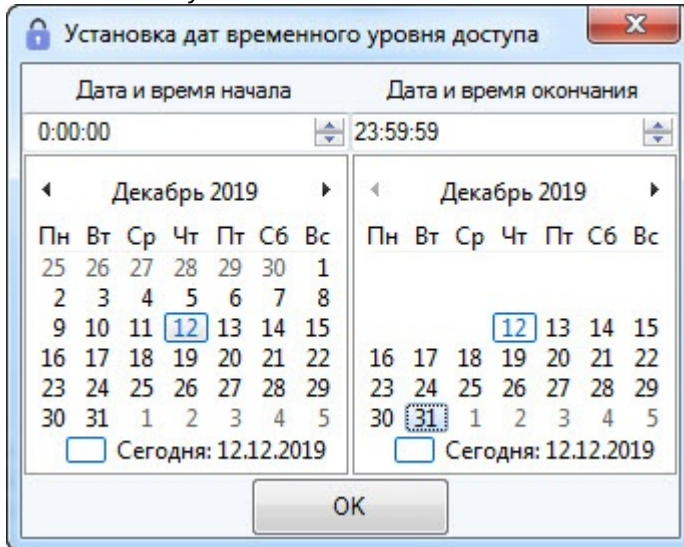 Установка дат временного уровня доступа
Дата и время начала
0:00:00
Декабрь 2019
Пн Вт Ср Чт Пт Сб Вс
25 26 27 28 29 30 1
2 3 4 5 6 7 8
9 10 11 12 13 14 15
16 17 18 19 20 21 22
23 24 25 26 27 28 29
30 31 1 2 3 4 5
Сегодня: 12.12.2019
Дата и время окончания
23:59:59
Декабрь 2019
Пн Вт Ср Чт Пт Сб Вс
12 13 14 15
16 17 18 19 20 21 22
23 24 25 26 27 28 29
30 31 1 2 3 4 5
Сегодня: 12.12.2019
OK